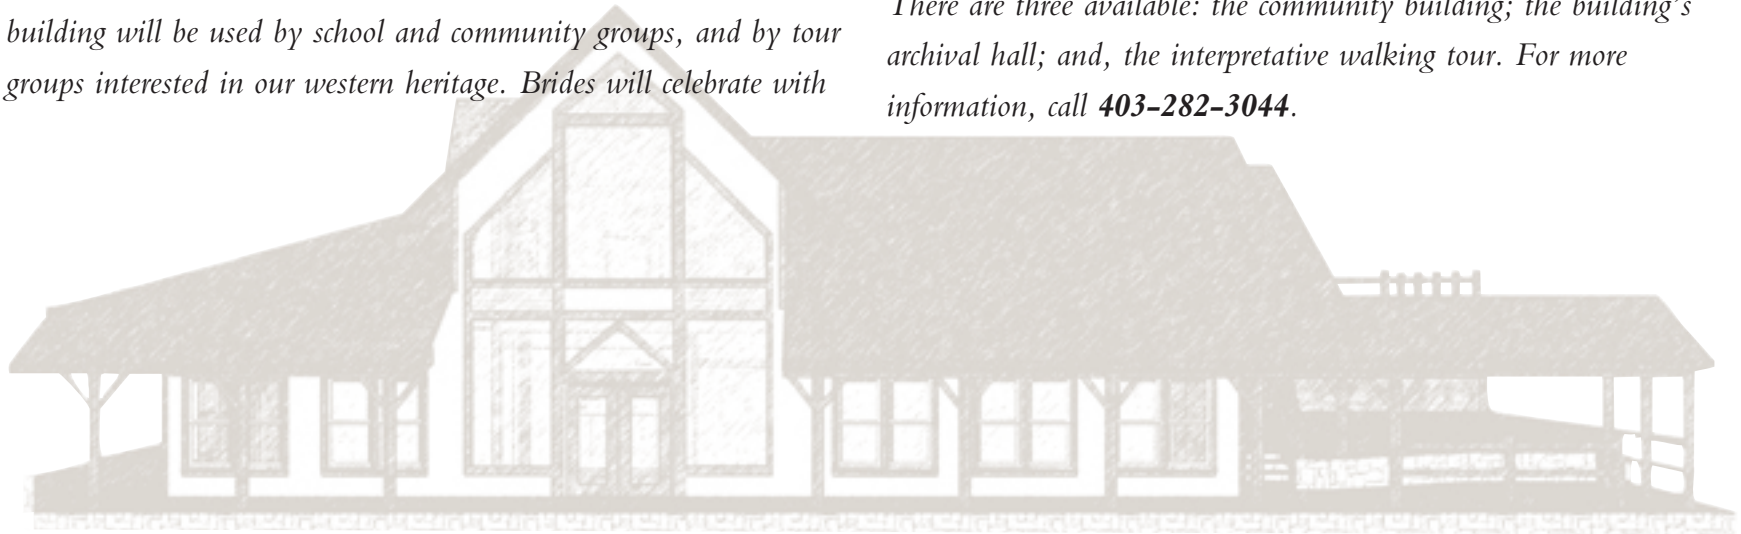 building will be used by school and community groups, and by tour
groups interested in our western heritage. Brides will celebrate with
There are three available: the community building; the building's
archival hall; and, the interpretative walking tour. For more
information, call 403-282-3044.